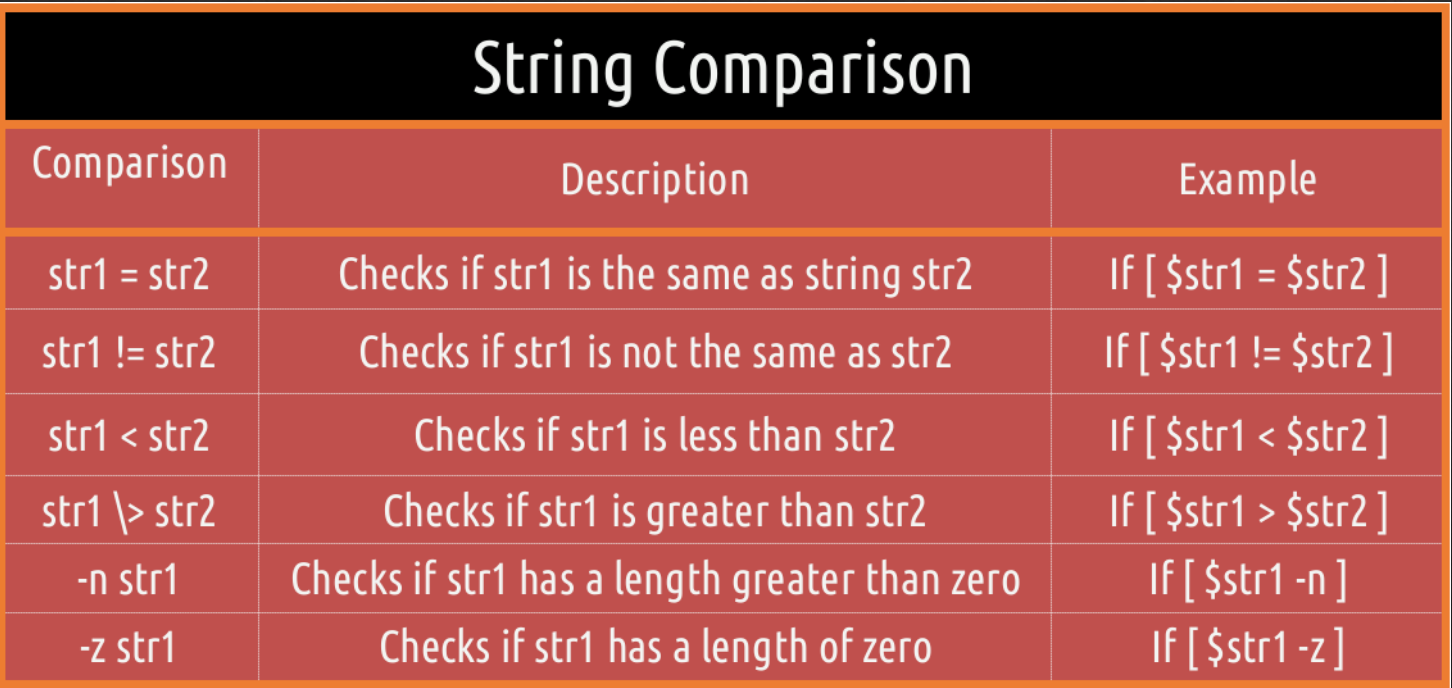 String Comparison
Comparison Description Example
str1 = str2 Checks if str1 is the same as string str2 If [ $str1 = $str2 ]
str1 != str2 Checks if str1 is not the same as str2 If [ $str1 != $str2 ]
str1 < str2 Checks if str1 is less than str2 If [ $str1 < $str2 ]
str1 \> str2 Checks if str1 is greater than str2 If [ $str1 > $str2 ]
-n str1 Checks if str1 has a length greater than zero If [ $str1 -n ]
-z str1 Checks if str1 has a length of zero If [ $str1 -z ]